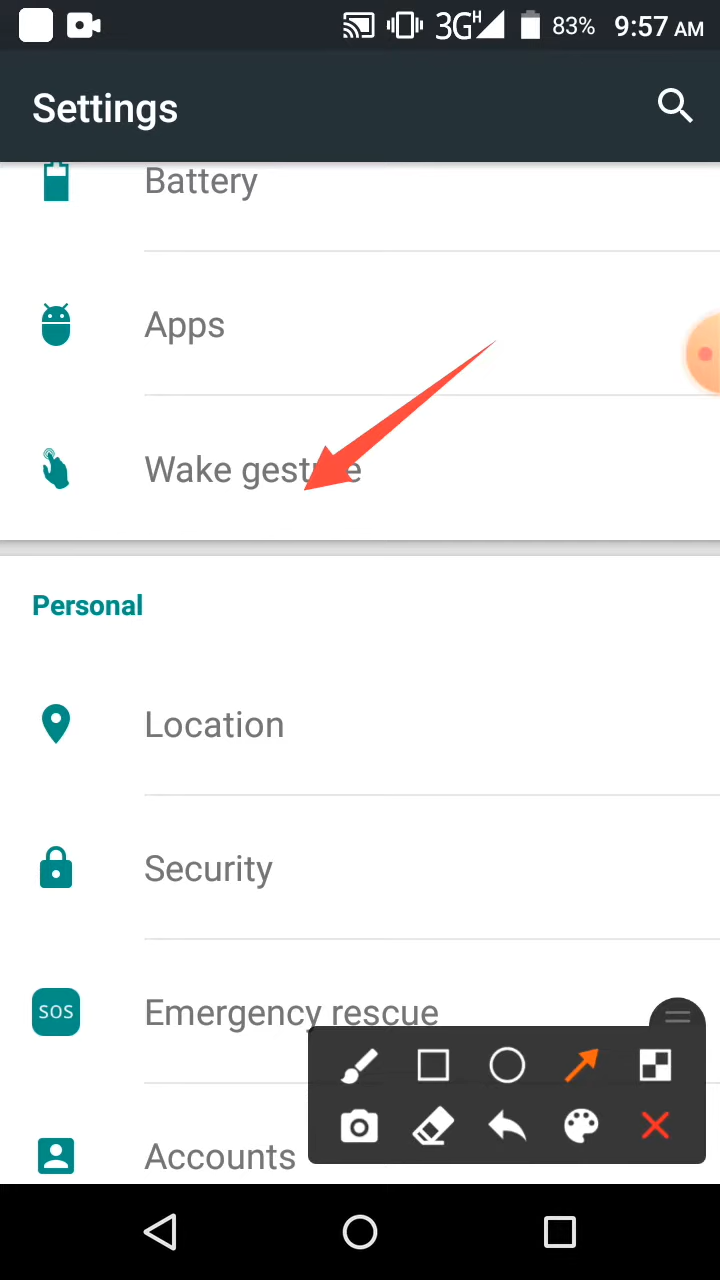 3G H 83% 9:57 AM
Settings
Battery
Apps
Wake gesture
Personal
Location
Security
SOS
Emergency rescue
Accounts